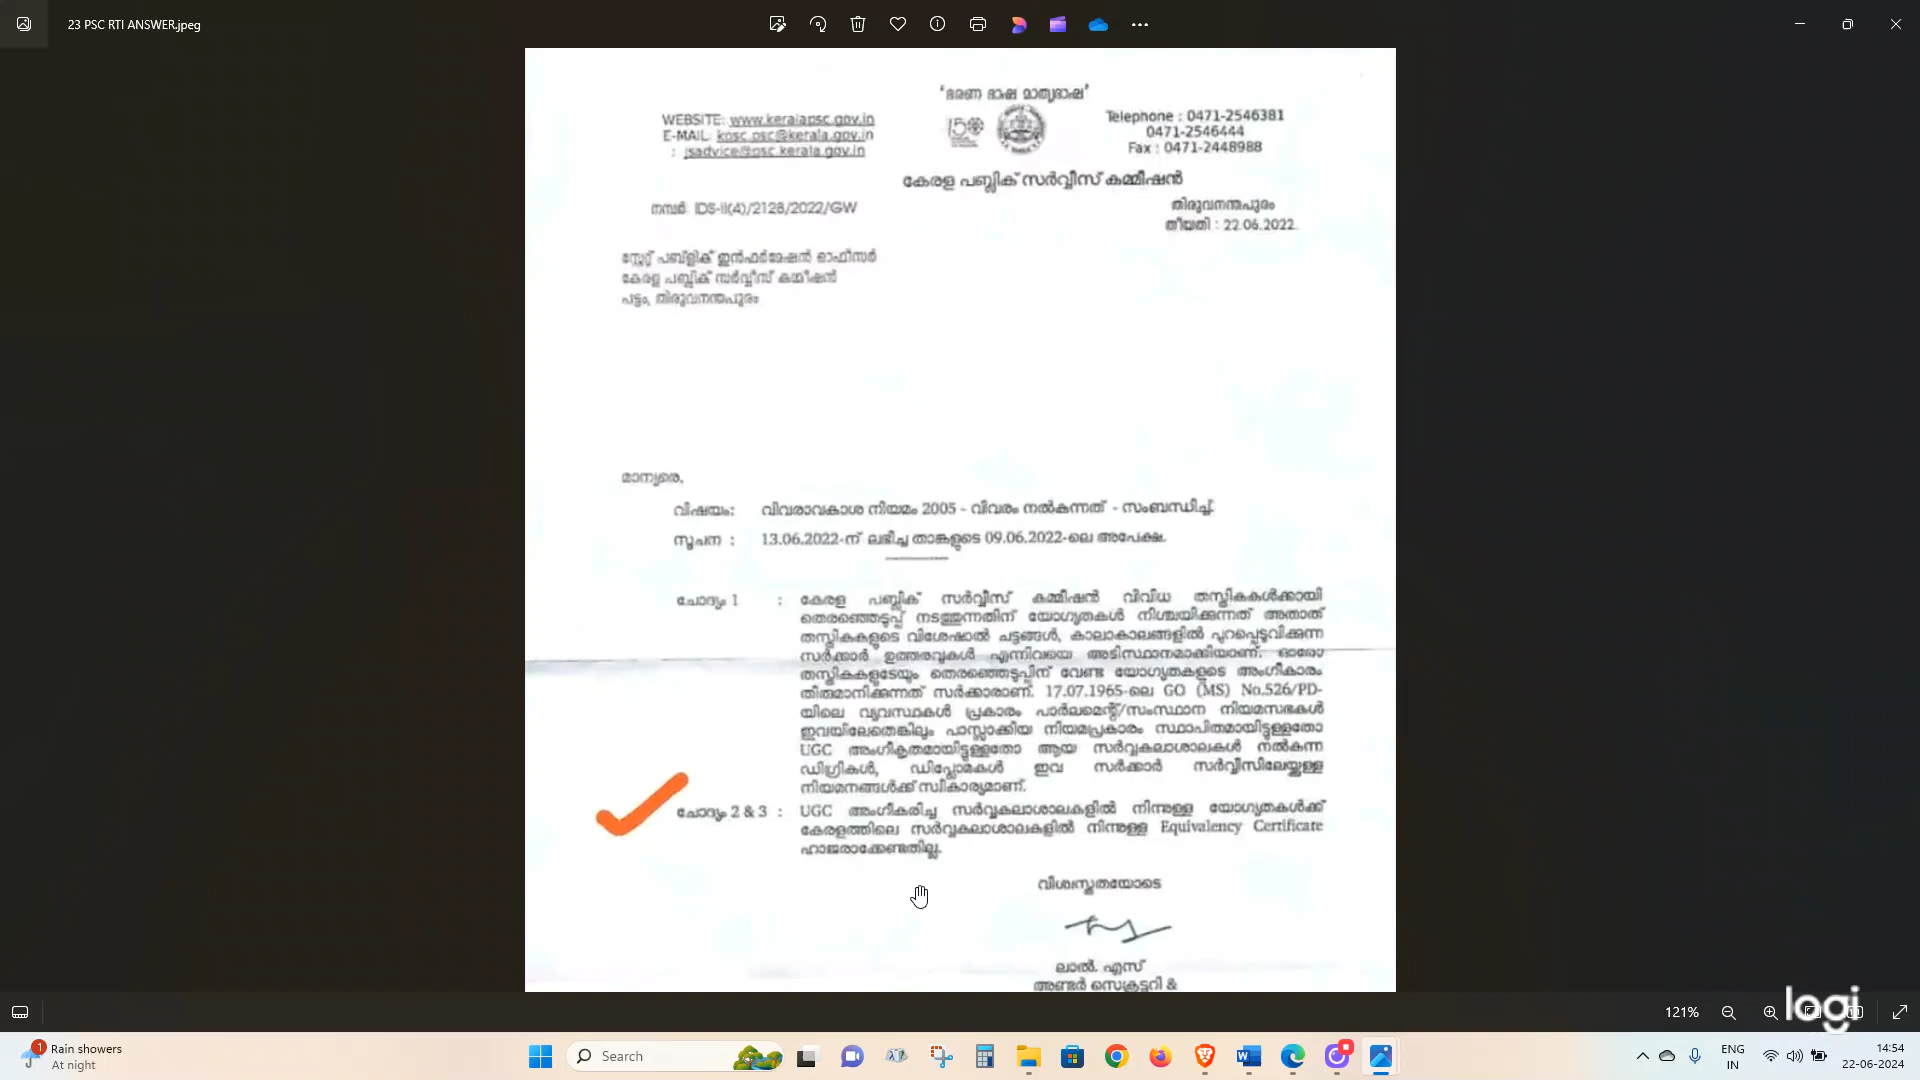 23 PSC RTI ANSWER.jpeg
'ഭരണ ഭാഷ മാതൃഭാഷ'
WEBSITE: www.keralapsc.gov.in
E-MAIL: kpsc.psc@kerala.gov.in
: jsadvice@psc.kerala.gov.in
150
Telephone : 0471-2546381
0471-2546444
Fax : 0471-2448988
കേരള പബ്ലിക് സർവ്വീസ് കമ്മീഷൻ
നമ്പർ. IDS-II(4)/2128/2022/GW
തിരുവനന്തപുരം
തീയതി : 22.06.2022.
സ്റ്റേറ്റ് പബ്ളിക് ഇൻഫർമേഷൻ ഓഫീസർ
കേരള പബ്ലിക് സർവ്വീസ് കമ്മീഷൻ
പട്ടം, തിരുവനന്തപുരം
മാന്യരെ,
വിഷയം: വിവരാവകാശ നിയമം 2005 - വിവരം നൽകുന്നത് - സംബന്ധിച്ച്.
സൂചന : 13.06.2022-ന് ലഭിച്ച താങ്കളുടെ 09.06.2022-ലെ അപേക്ഷ.
ചോദ്യം 1 : കേരള പബ്ലിക് സർവ്വീസ് കമ്മീഷൻ വിവിധ തസ്തികകൾക്കായി
തെരഞ്ഞെടുപ്പ് നടത്തുന്നതിന് യോഗ്യതകൾ നിശ്ചയിക്കുന്നത് അതാത്
തസ്തികകളുടെ വിശേഷാൽ ചട്ടങ്ങൾ, കാലാകാലങ്ങളിൽ പുറപ്പെടുവിക്കുന്ന
സർക്കാർ ഉത്തരവുകൾ എന്നിവയെ അടിസ്ഥാനമാക്കിയാണ്. ഓരോ
തസ്തികകളുടേയും തെരഞ്ഞെടുപ്പിന് വേണ്ട യോഗ്യതകളുടെ അംഗീകാരം
തീരുമാനിക്കുന്നത് സർക്കാരാണ്. 17.07.1965-ലെ GO (MS) No.526/PD-
യിലെ വ്യവസ്ഥകൾ പ്രകാരം പാർലമെന്റ്/സംസ്ഥാന നിയമസഭകൾ
ഇവയിലേതെങ്കിലും പാസ്സാക്കിയ നിയമപ്രകാരം സ്ഥാപിതമായിട്ടുള്ളതോ
UGC അംഗീകൃതമായിട്ടുള്ളതോ ആയ സർവ്വകലാശാലകൾ നൽകുന്ന
ഡിഗ്രികൾ, ഡിപ്ലോമകൾ ഇവ സർക്കാർ സർവ്വീസിലേയ്ക്കുള്ള
നിയമനങ്ങൾക്ക് സ്വീകാര്യമാണ്.
ചോദ്യം 2 & 3 : UGC അംഗീകരിച്ച സർവ്വകലാശാലകളിൽ നിന്നുള്ള യോഗ്യതകൾക്ക്
കേരളത്തിലെ സർവ്വകലാശാലകളിൽ നിന്നുള്ള Equivalency Certificate
ഹാജരാക്കേണ്ടതില്ല.
വിശ്വസ്തതയോടെ
ലാൽ. എസ്
അണ്ടർ സെക്രട്ടറി &
121%
logi
1
Rain showers
At night
Search
ENG
IN
14:54
22-06-2024